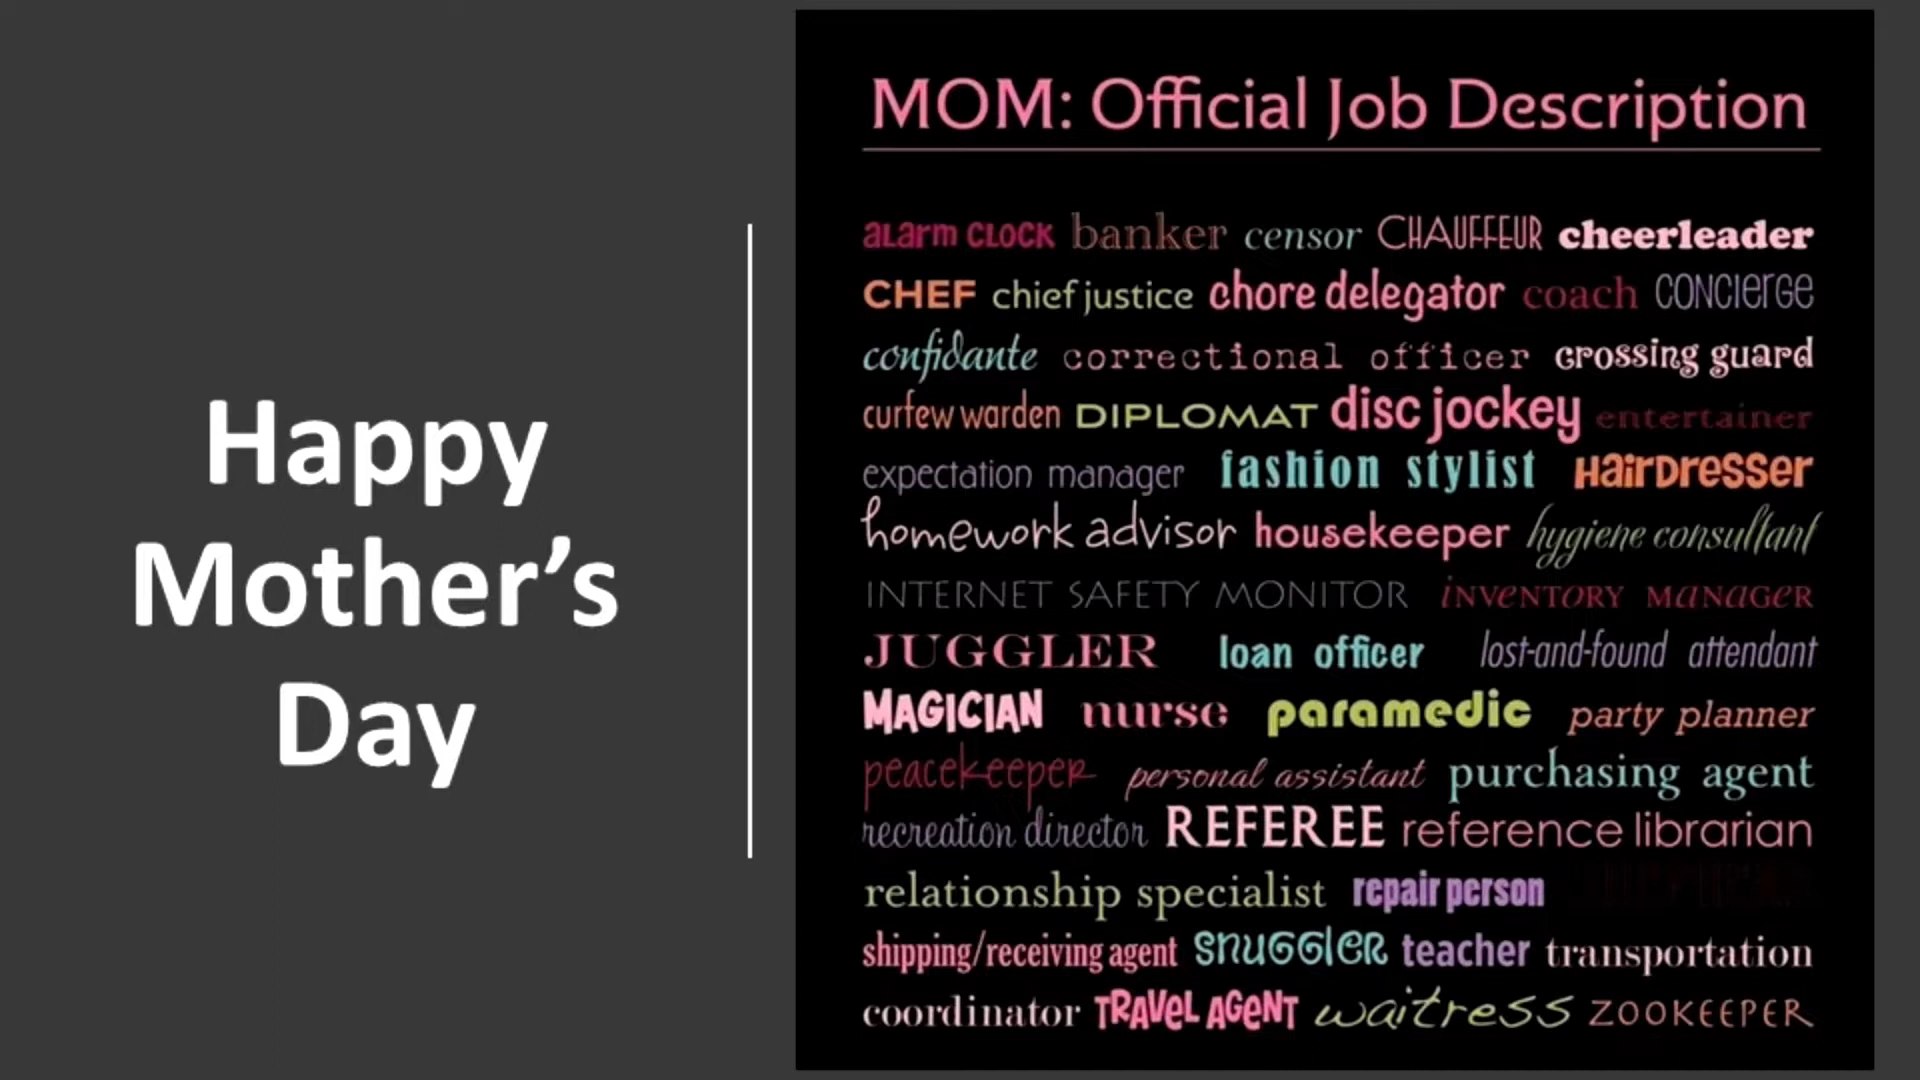 Happy
Mother’s
Day
MOM: Official Job Description
alarm CLOCK banker censor CHAUFFEUR cheerleader
CHEF chief justice chore delegator coach CONCIerGe
confidante correctional officer crossing guard
curfew warden DIPLOMAT disc jockey entertainer
expectation manager fashion stylist HairDresser
homework advisor housekeeper hygiene consultant
INTERNET SAFETY MONITOR iNVeNTORY MaNaGeR
JUGGLER loan officer lost-and-found attendant
MAGICIAN nurse paramedic party planner
peacekeeper personal assistant purchasing agent
recreation director REFEREE reference librarian
relationship specialist repair person
shipping/receiving agent snuGGleR teacher transportation
coordinator TRAVeL AGeNT waitress ZOOKEEPER